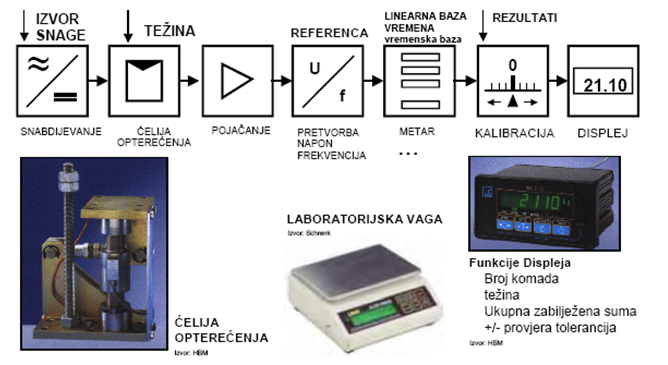 IZVOR
SNAGE
TEŽINA
REFERENCA
LINEARNA BAZA
VREMENA
vremenska baza
REZULTATI
U
f
0
21.10
SNABDIJEVANJE
ĆELIJA
OPTEREĆENJA
POJAČANJE
PRETVORBA
NAPON
FREKVENCIJA
METAR
...
KALIBRACIJA
DISPLEJ
LABORATORIJSKA VAGA
Izvor: Schrenk
2110
ĆELIJA
OPTEREĆENJA
Izvor: HBM
Funkcije Displeja
Broj komada
težina
Ukupna zabilježena suma
+/- provjera tolerancija
Izvor: HBM